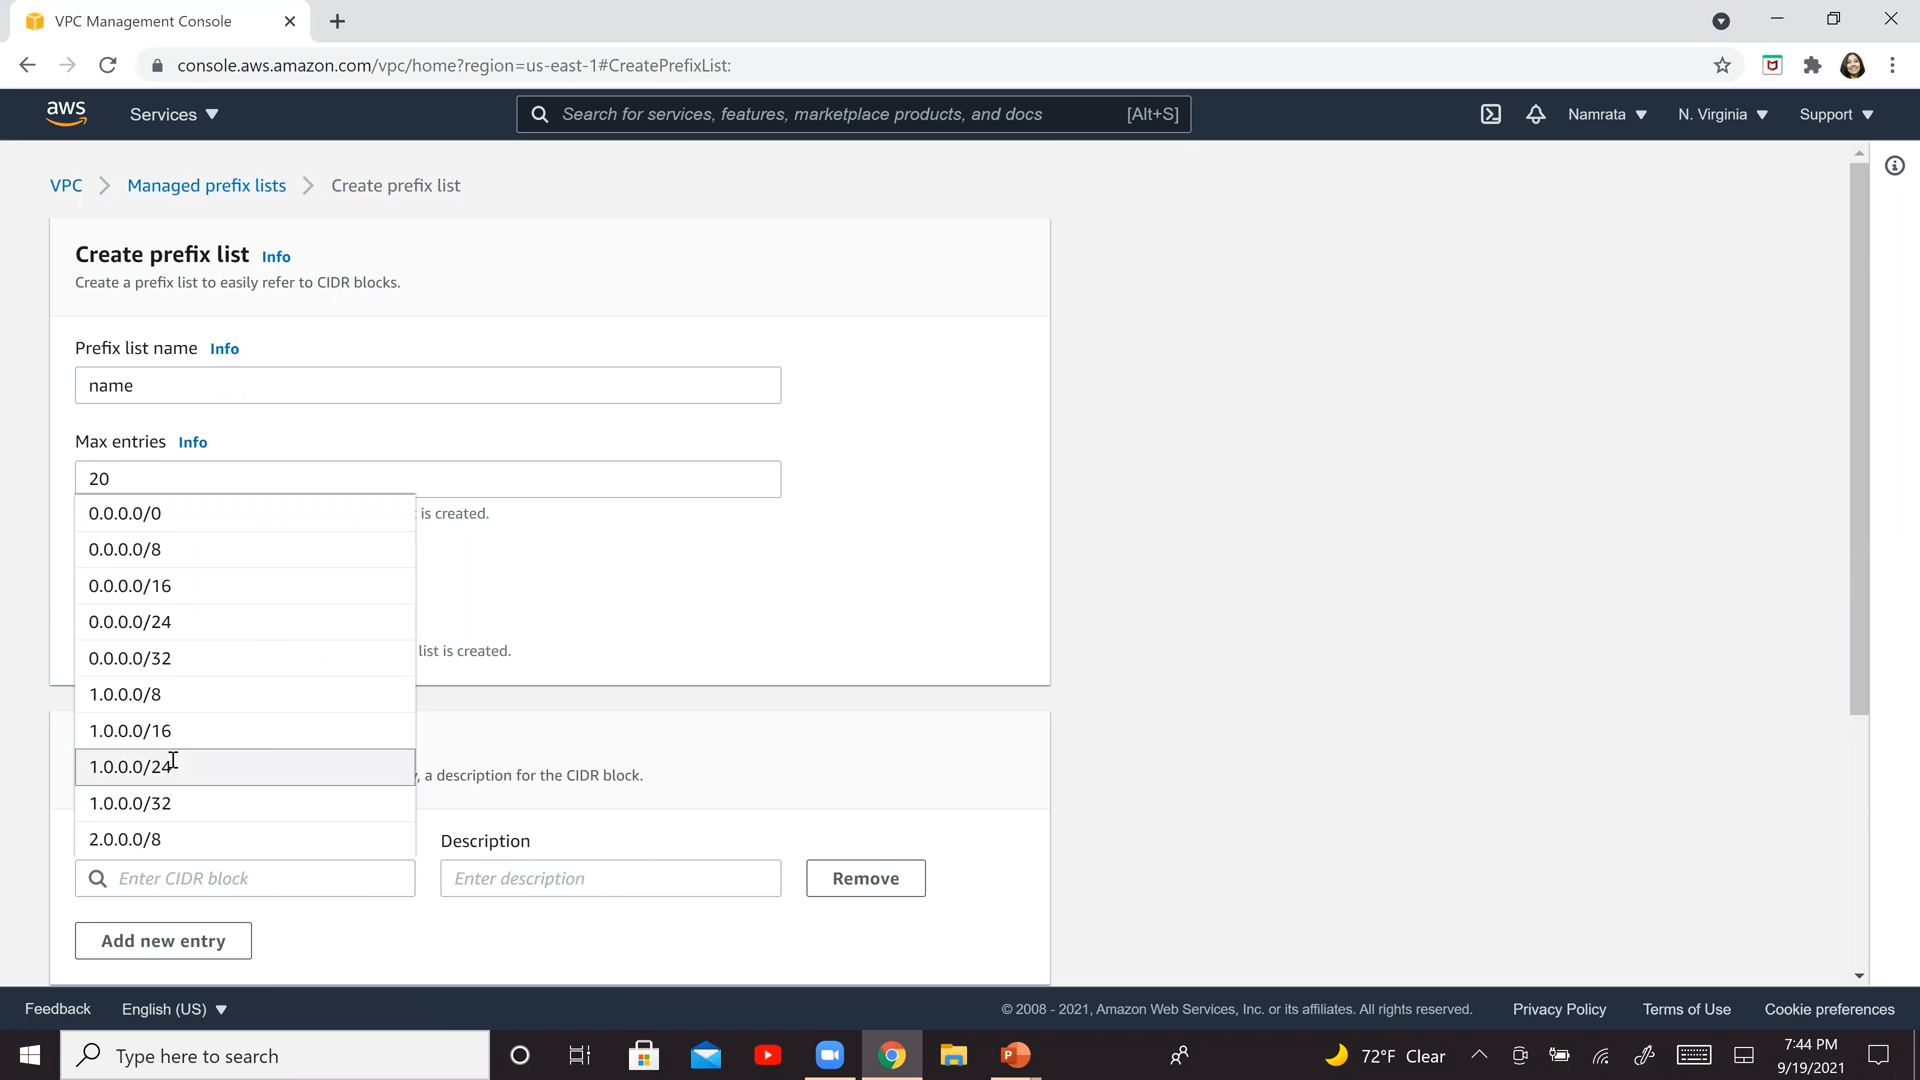 VPC Management Console
console.aws.amazon.com/vpc/home?region=us-east-1#CreatePrefixList:
aws
Services
Search for services, features, marketplace products, and docs [Alt+S]
Namrata
N. Virginia
Support
VPC
Managed prefix lists
Create prefix list
Create prefix list Info
Create a prefix list to easily refer to CIDR blocks.
Prefix list name Info
name
Max entries Info
20
is created.
0.0.0.0/0
0.0.0.0/8
0.0.0.0/16
0.0.0.0/24
0.0.0.0/32
list is created.
1.0.0.0/8
1.0.0.0/16
1.0.0.0/24
, a description for the CIDR block.
1.0.0.0/32
2.0.0.0/8
Description
Enter CIDR block
Enter description
Remove
Add new entry
Feedback
English (US)
© 2008 - 2021, Amazon Web Services, Inc. or its affiliates. All rights reserved.
Privacy Policy
Terms of Use
Cookie preferences
Type here to search
72°F Clear
7:44 PM
9/19/2021